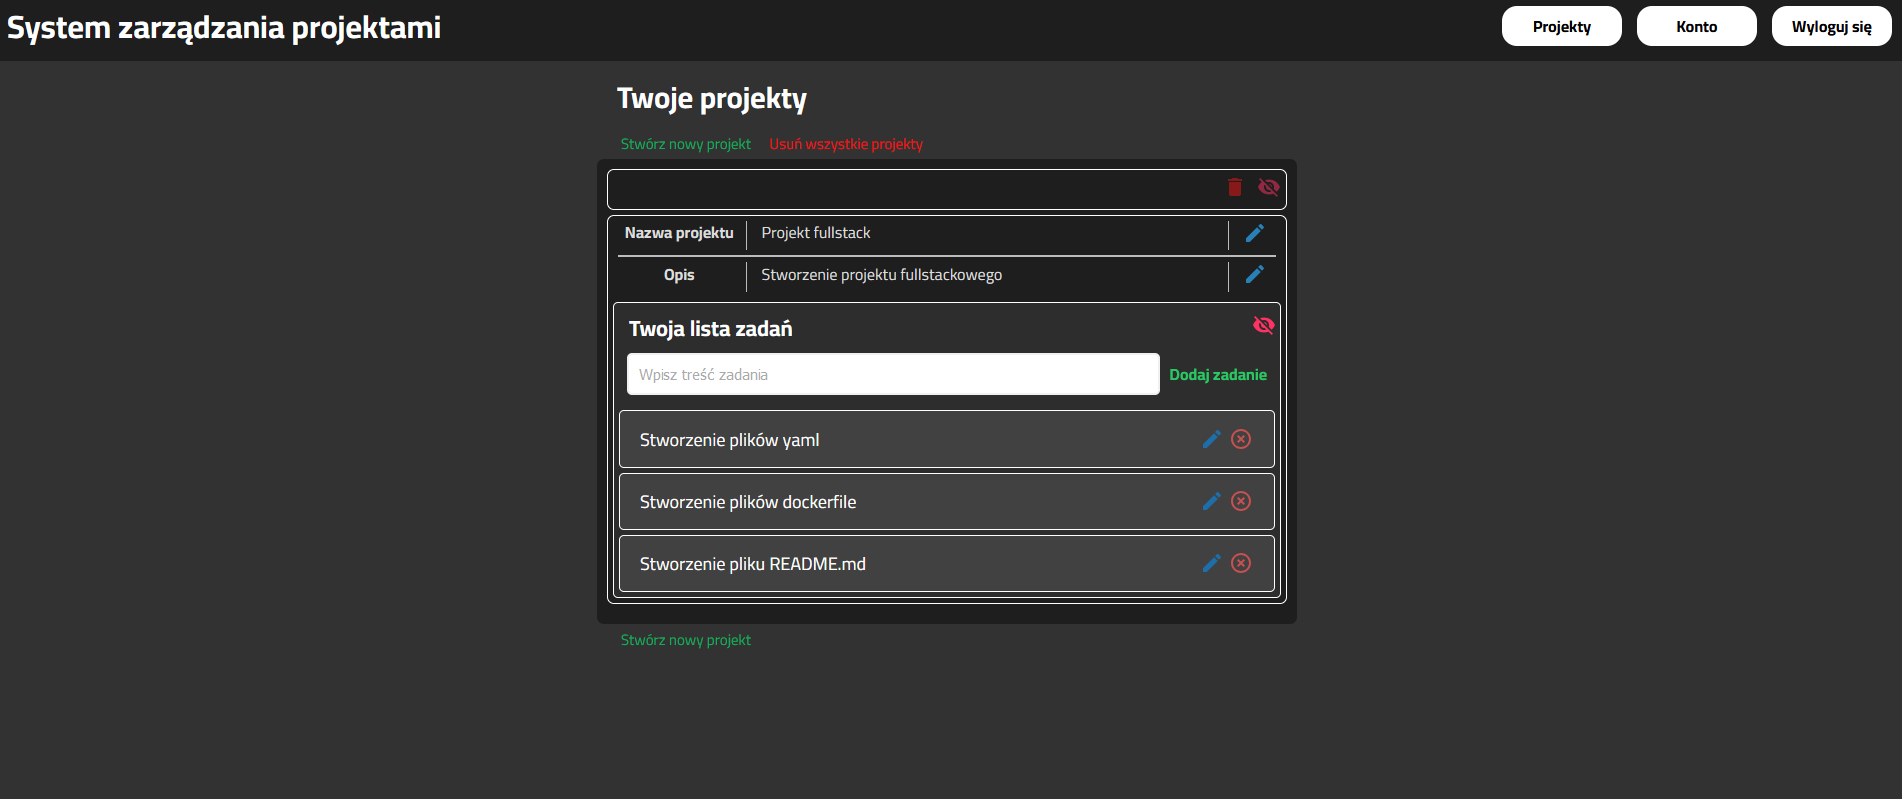 System zarządzania projektami
Projekty
Konto
Wyloguj się
Twoje projekty
Stwórz nowy projekt
Usuń wszystkie projekty
Nazwa projektu
Projekt fullstack
Opis
Stworzenie projektu fullstackowego
Twoja lista zadań
Wpisz treść zadania
Dodaj zadanie
Stworzenie plików yaml
Stworzenie plików dockerfile
Stworzenie pliku README.md
Stwórz nowy projekt